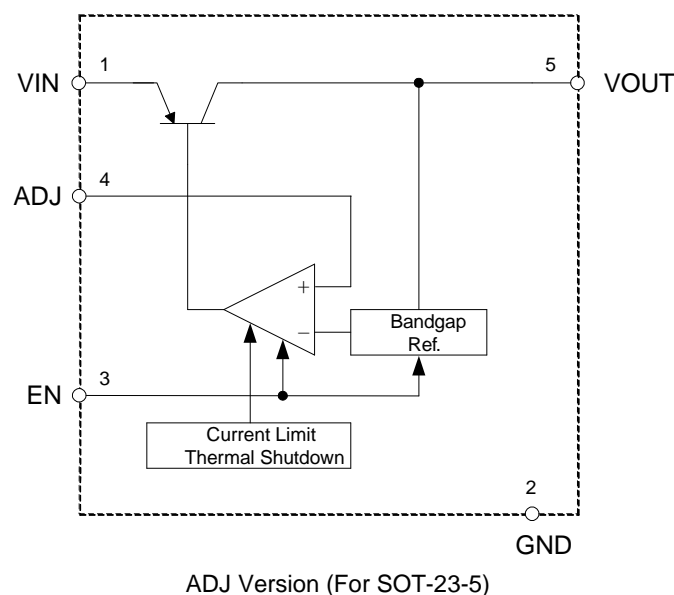 1
VIN
5
VOUT
4
ADJ
+
Bandgap
Ref.
−
3
EN
Current Limit
Thermal Shutdown
2
GND
ADJ Version (For SOT-23-5)